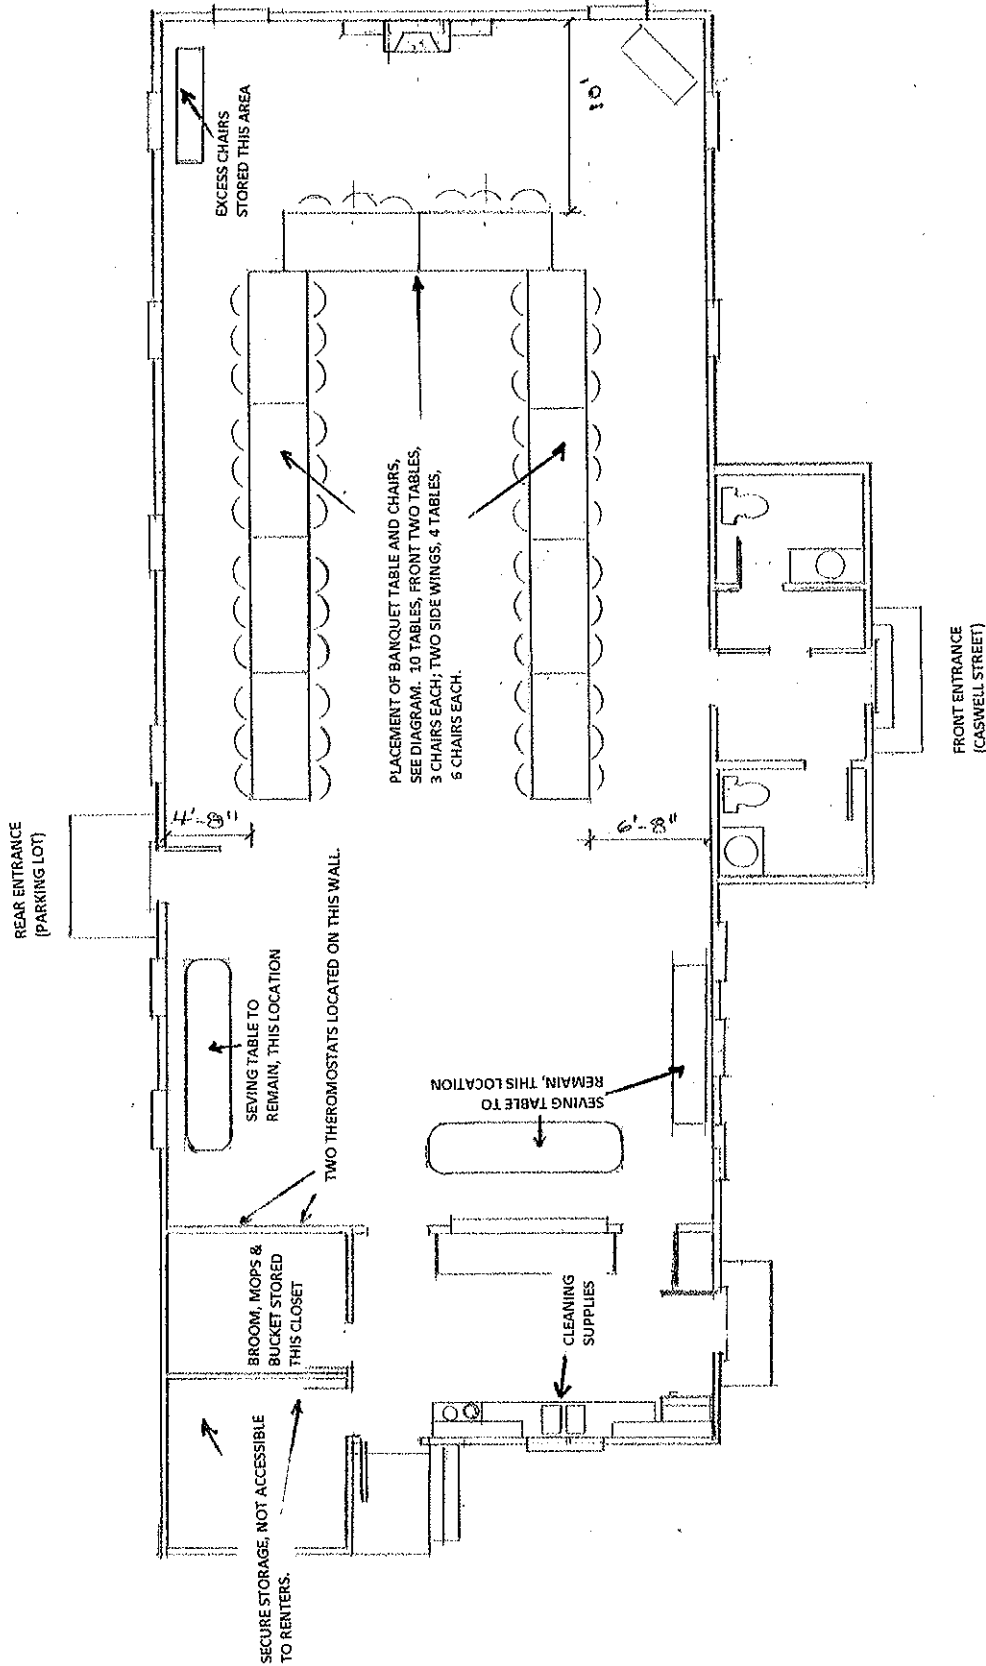 REAR ENTRANCE
(PARKING LOT)
EXCESS CHAIRS
STORED THIS AREA
10'
PLACEMENT OF BANQUET TABLE AND CHAIRS,
SEE DIAGRAM. 10 TABLES, FRONT TWO TABLES,
3 CHAIRS EACH; TWO SIDE WINGS, 4 TABLES,
6 CHAIRS EACH.
4'-8"
6'-8"
SEVING TABLE TO
REMAIN, THIS LOCATION
TWO THEROMOSTATS LOCATED ON THIS WALL.
SEVING TABLE TO
REMAIN, THIS LOCATION
BROOM, MOPS &
BUCKET STORED
THIS CLOSET
CLEANING
SUPPLIES
SECURE STORAGE, NOT ACCESSIBLE
TO RENTERS.
FRONT ENTRANCE
(CASWELL STREET)